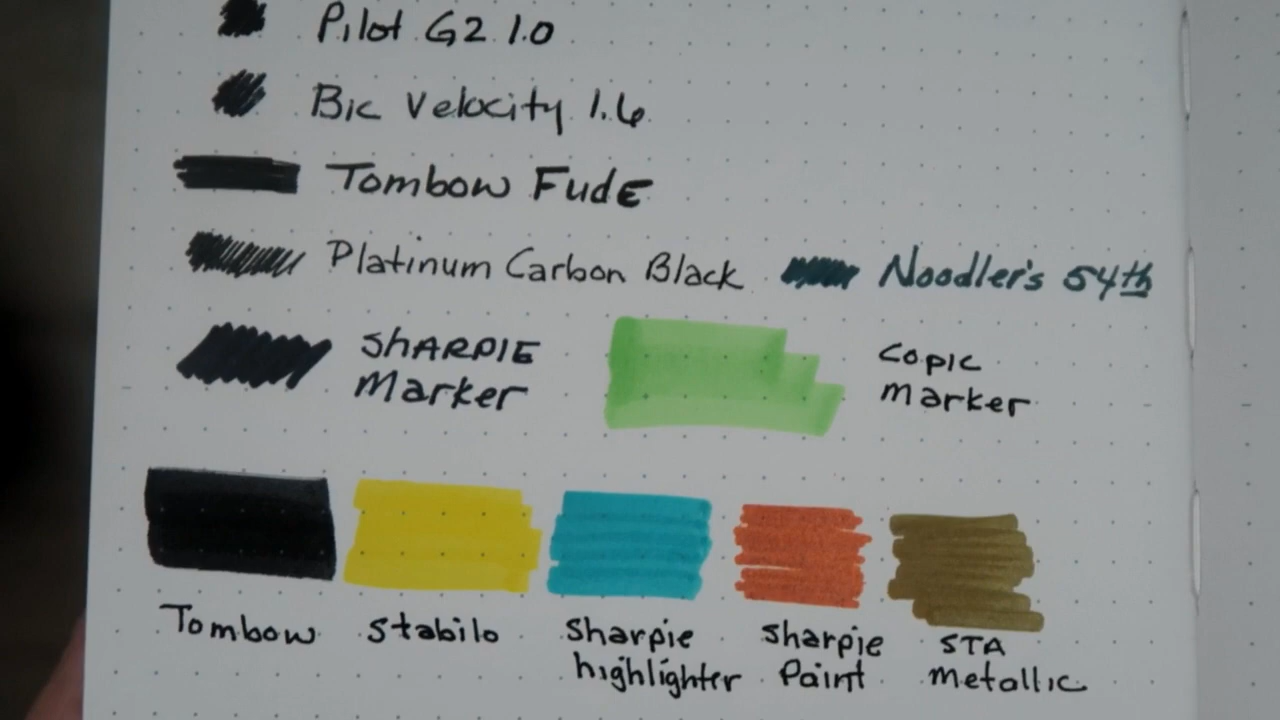 Pilot G2 1.0
Bic Velocity 1.6
Tombow Fude
Platinum Carbon Black
Noodler's 54th
SHARPIE
Marker
Copic
Marker
Tombow
Stabilo
Sharpie
highlighter
Sharpie
Paint
STA
Metallic